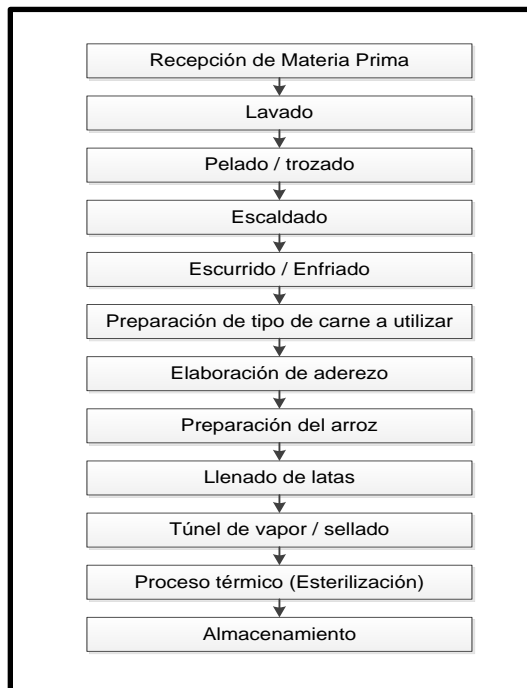 Recepción de Materia Prima
Lavado
Pelado / trozado
Escaldado
Escurrido / Enfriado
Preparación de tipo de carne a utilizar
Elaboración de aderezo
Preparación del arroz
Llenado de latas
Túnel de vapor / sellado
Proceso térmico (Esterilización)
Almacenamiento